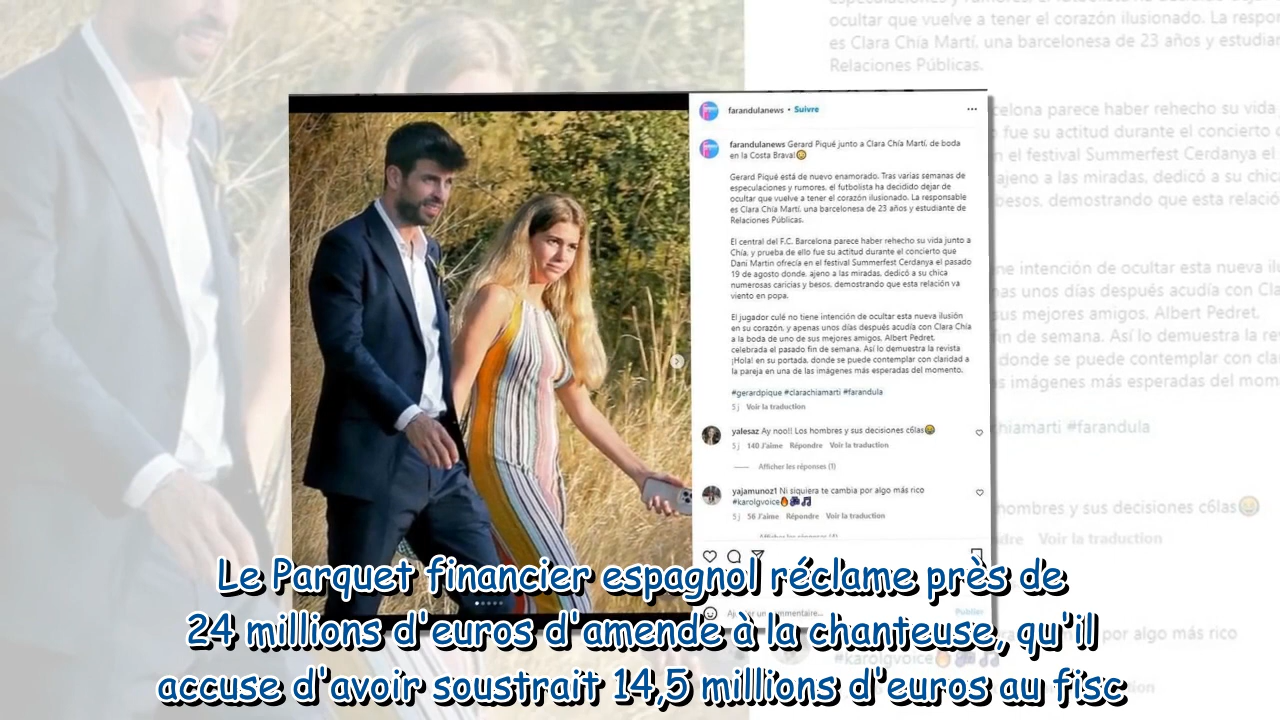 farandulanews • Suivre
farandulanews Gerard Piqué junto a Clara Chía Martí, de boda
en la Costa Brava!😳
Gerard Piqué está de nuevo enamorado. Tras varias semanas de
especulaciones y rumores, el futbolista ha decidido dejar de
ocultar que vuelve a tener el corazón ilusionado. La responsable
es Clara Chía Martí, una barcelonesa de 23 años y estudiante de
Relaciones Públicas.
El central del F.C. Barcelona parece haber rehecho su vida junto a
Chía, y prueba de ello fue su actitud durante el concierto que
Dani Martin ofrecía en el festival Summerfest Cerdanya el pasado
19 de agosto donde, ajeno a las miradas, dedicó a su chica
numerosas caricias y besos, demostrando que esta relación va
viento en popa.
El jugador culé no tiene intención de ocultar esta nueva ilusión
en su corazón, y apenas unos días después acudía con Clara Chía
a la boda de uno de sus mejores amigos, Albert Pedret,
celebrada el pasado fin de semana. Así lo demuestra la revista
¡Hola! en su portada, donde se puede contemplar con claridad a
la pareja en una de las imágenes más esperadas del momento.
#gerardpique #clarachiamarti #farandula
5 j Voir la traduction
yalesaz Ay noo!! Los hombres y sus decisiones c6las😂
5 j 140 J'aime Répondre Voir la traduction
Afficher les réponses (1)
yajamunoz1 Ni siquiera te cambia por algo más rico
#karolgvoice🔥🎶
5 j 56 J'aime Répondre Voir la traduction
Afficher les réponses (4)
Ajouter un commentaire...
Publier
Le Parquet financier espagnol réclame près de
24 millions d'euros d'amende à la chanteuse, qu'il
accuse d'avoir soustrait 14,5 millions d'euros au fisc